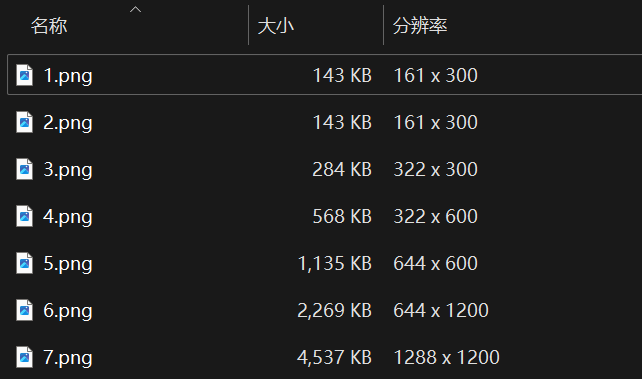 名称 大小 分辨率
1.png 143 KB 161 x 300
2.png 143 KB 161 x 300
3.png 284 KB 322 x 300
4.png 568 KB 322 x 600
5.png 1,135 KB 644 x 600
6.png 2,269 KB 644 x 1200
7.png 4,537 KB 1288 x 1200